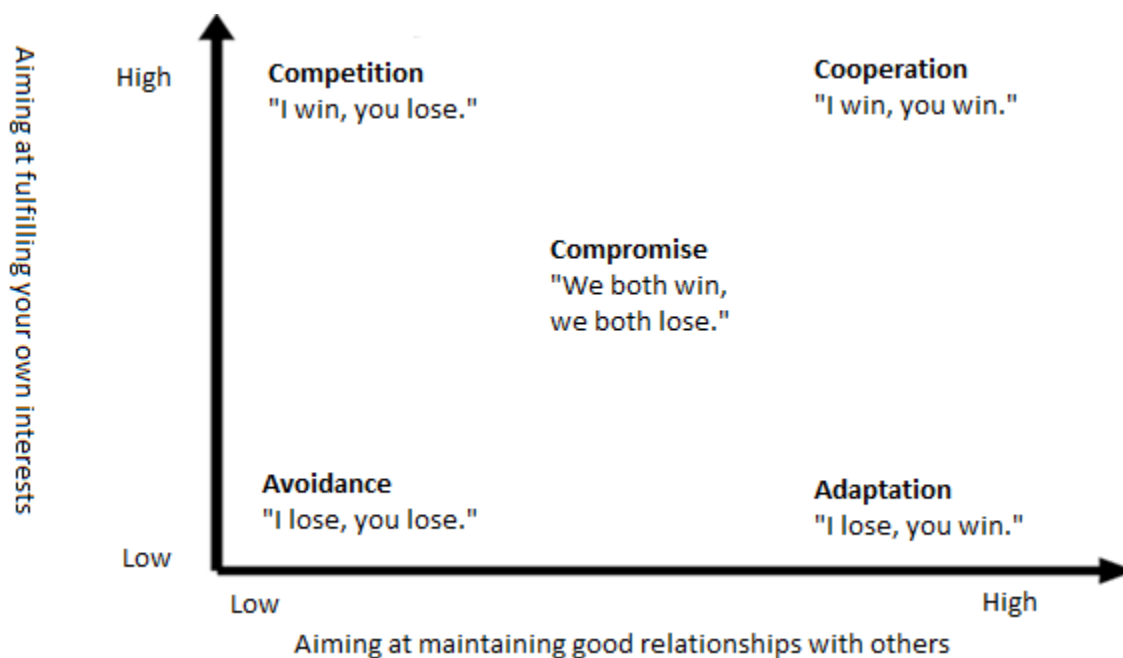 Aiming at fulfilling your own interests
High
Competition
"I win, you lose."
Cooperation
"I win, you win."
Compromise
"We both win,
we both lose."
Avoidance
"I lose, you lose."
Adaptation
"I lose, you win."
Low
Low
High
Aiming at maintaining good relationships with others